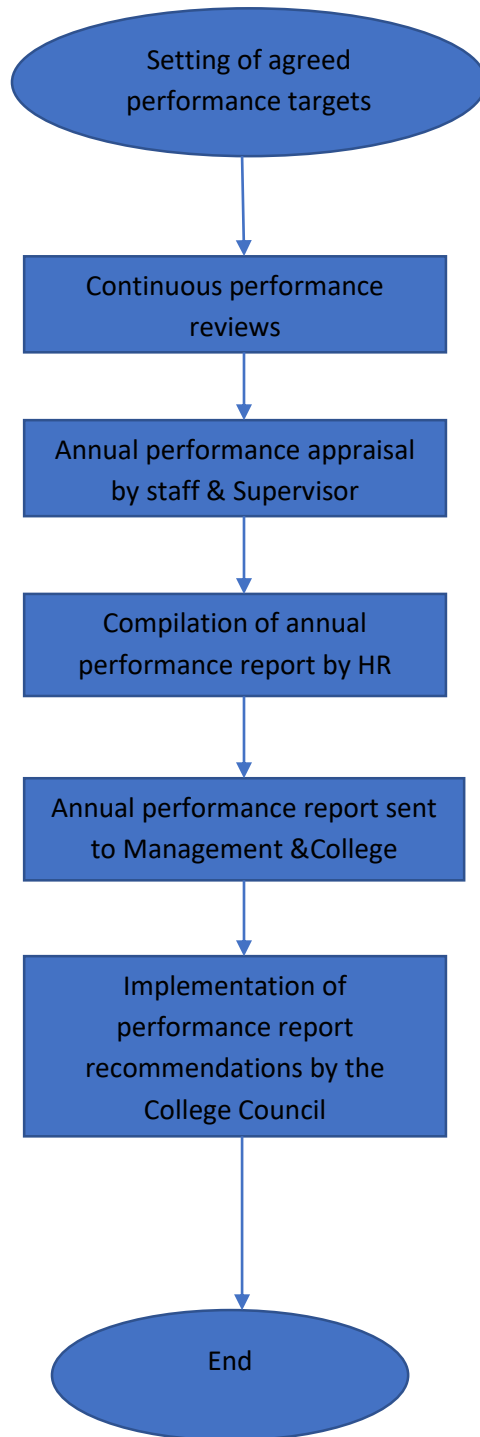 Setting of agreed
performance targets
Continuous performance
reviews
Annual performance appraisal
by staff & Supervisor
Compilation of annual
performance report by HR
Annual performance report sent
to Management &College
Implementation of
performance report
recommendations by the
College Council
End